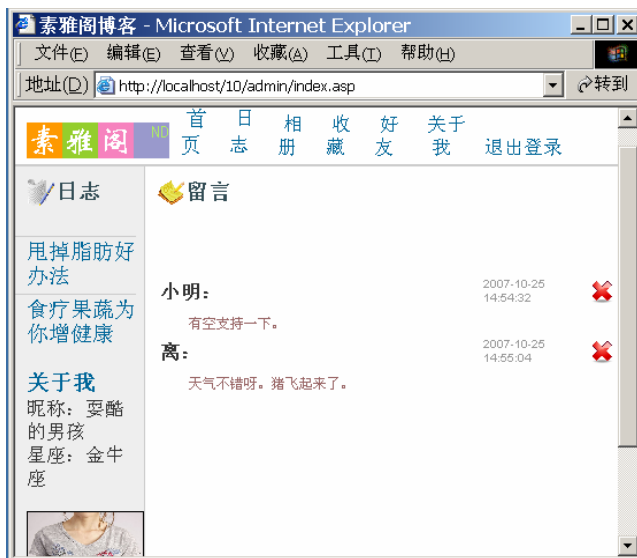 素雅阁博客 - Microsoft Internet Explorer
文件(E) 编辑(E) 查看(V) 收藏(A) 工具(T) 帮助(H)
地址(D) http://localhost/10/admin/index.asp 转到
素雅阁 ND 首页 日志 相册 收藏 好友 关于我 退出登录
日志
留言
甩掉脂肪好
办法
食疗果蔬为
你增健康
关于我
昵称：耍酷
的男孩
星座：金牛
座
小明：
2007-10-25
14:54:32
有空支持一下。
离：
2007-10-25
14:55:04
天气不错呀。猪飞起来了。